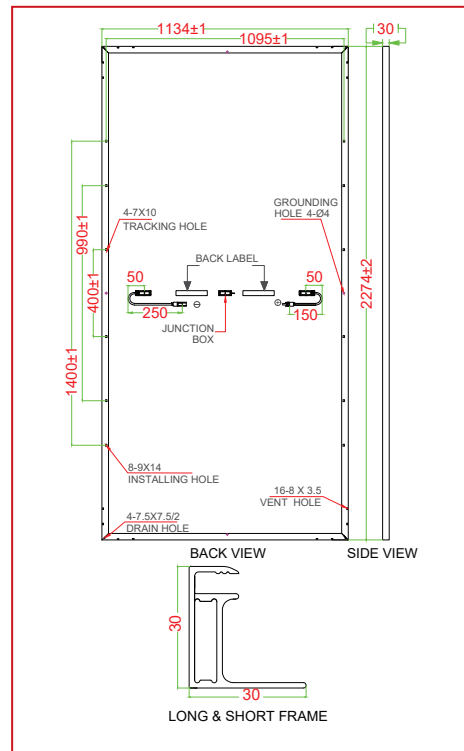 1134±1
30
1095±1
4-7X10
TRACKING HOLE
GROUNDING
HOLE 4-Ø4
990±1
400±1
1400±1
2274±2
BACK LABEL
50
50
250
⊖
⊕
150
JUNCTION
BOX
8-9X14
INSTALLING HOLE
16-8 X 3.5
VENT HOLE
4-7.5X7.5/2
DRAIN HOLE
BACK VIEW
SIDE VIEW
30
30
LONG & SHORT FRAME